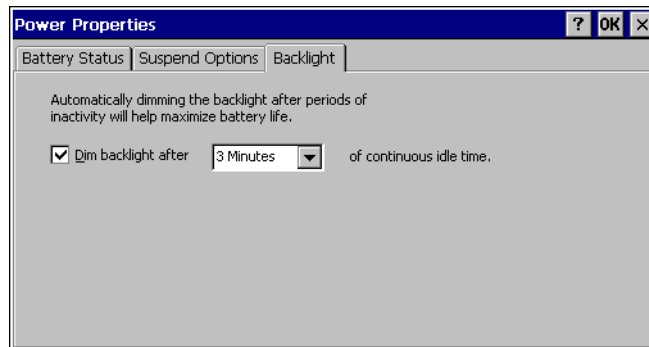 Power Properties ? OK ×
Battery Status Suspend Options Backlight
Automatically dimming the backlight after periods of
inactivity will help maximize battery life.
Dim backlight after 3 Minutes of continuous idle time.